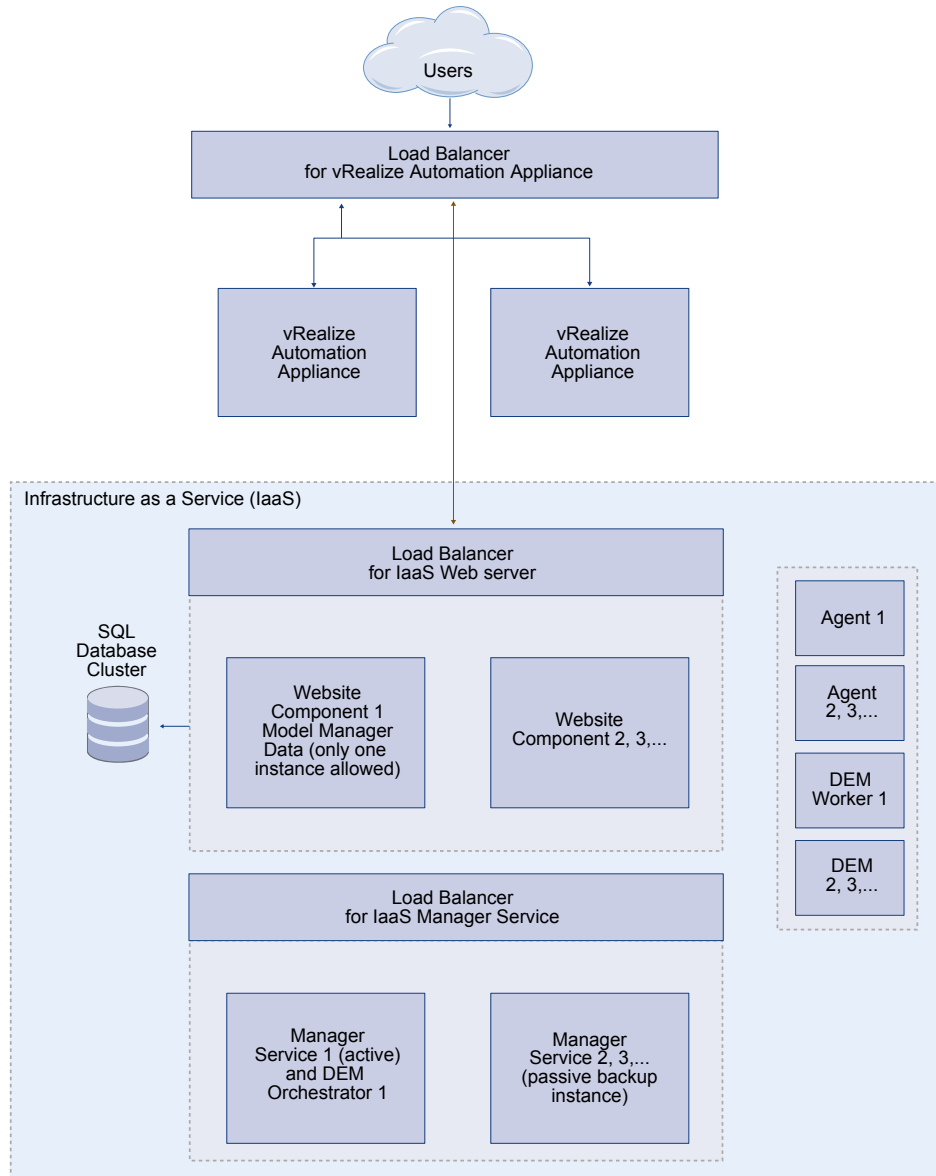 Users
Load Balancer
for vRealize Automation Appliance
vRealize
Automation
Appliance
vRealize
Automation
Appliance
Infrastructure as a Service (IaaS)
Load Balancer
for IaaS Web server
SQL
Database
Cluster
Website
Component 1
Model Manager
Data (only one
instance allowed)
Website
Component 2, 3,...
Agent 1
Agent
2, 3,...
DEM
Worker 1
DEM
2, 3,...
Load Balancer
for IaaS Manager Service
Manager
Service 1 (active)
and DEM
Orchestrator 1
Manager
Service 2, 3,...
(passive backup
instance)